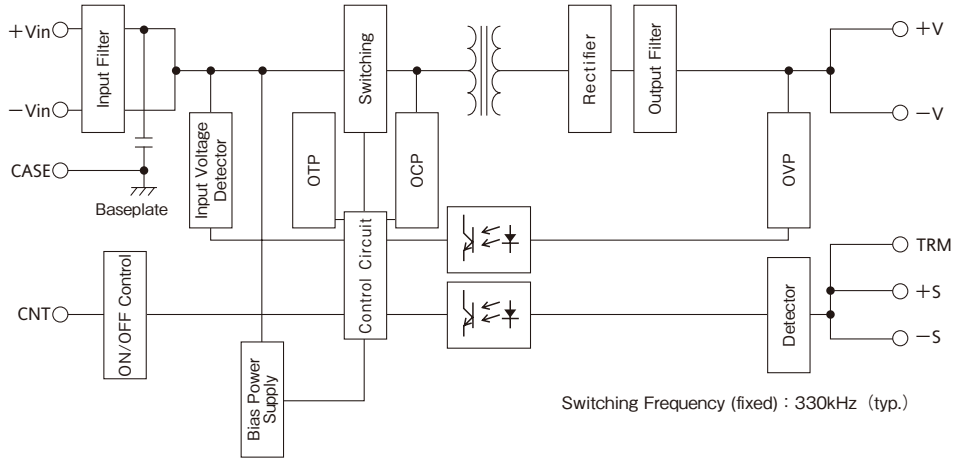 +Vin
−Vin
CASE
Baseplate
CNT
Input Filter
Input Voltage
Detector
ON/OFF Control
Bias Power
Supply
Switching
OTP
OCP
Control Circuit
Rectifier
Output Filter
OVP
Detector
+V
−V
TRM
+S
−S
Switching Frequency (fixed) : 330kHz (typ.)